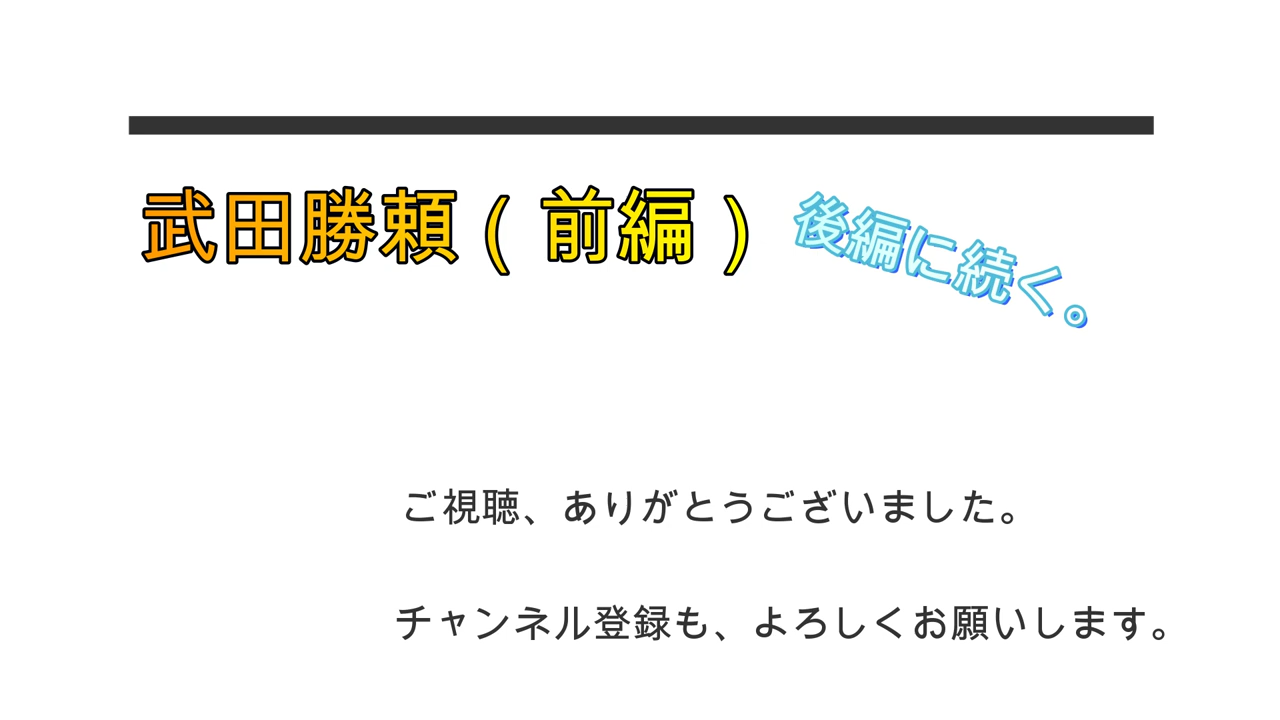 武田勝頼（前編）
後編に続く。
ご視聴、ありがとうございました。
チャンネル登録も、よろしくお願いします。